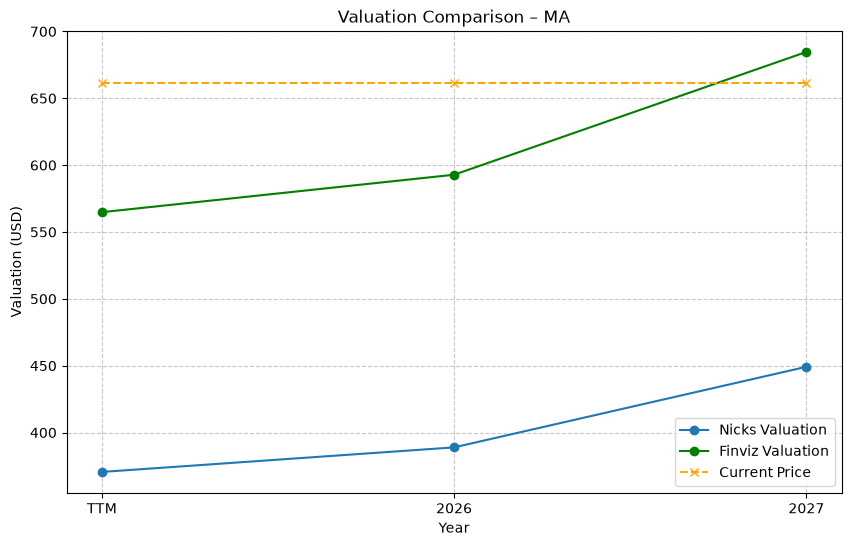 Valuation Comparison – MA
Valuation (USD)
700
650
600
550
500
450
400
TTM
2026
2027
Year
Nicks Valuation
Finviz Valuation
Current Price